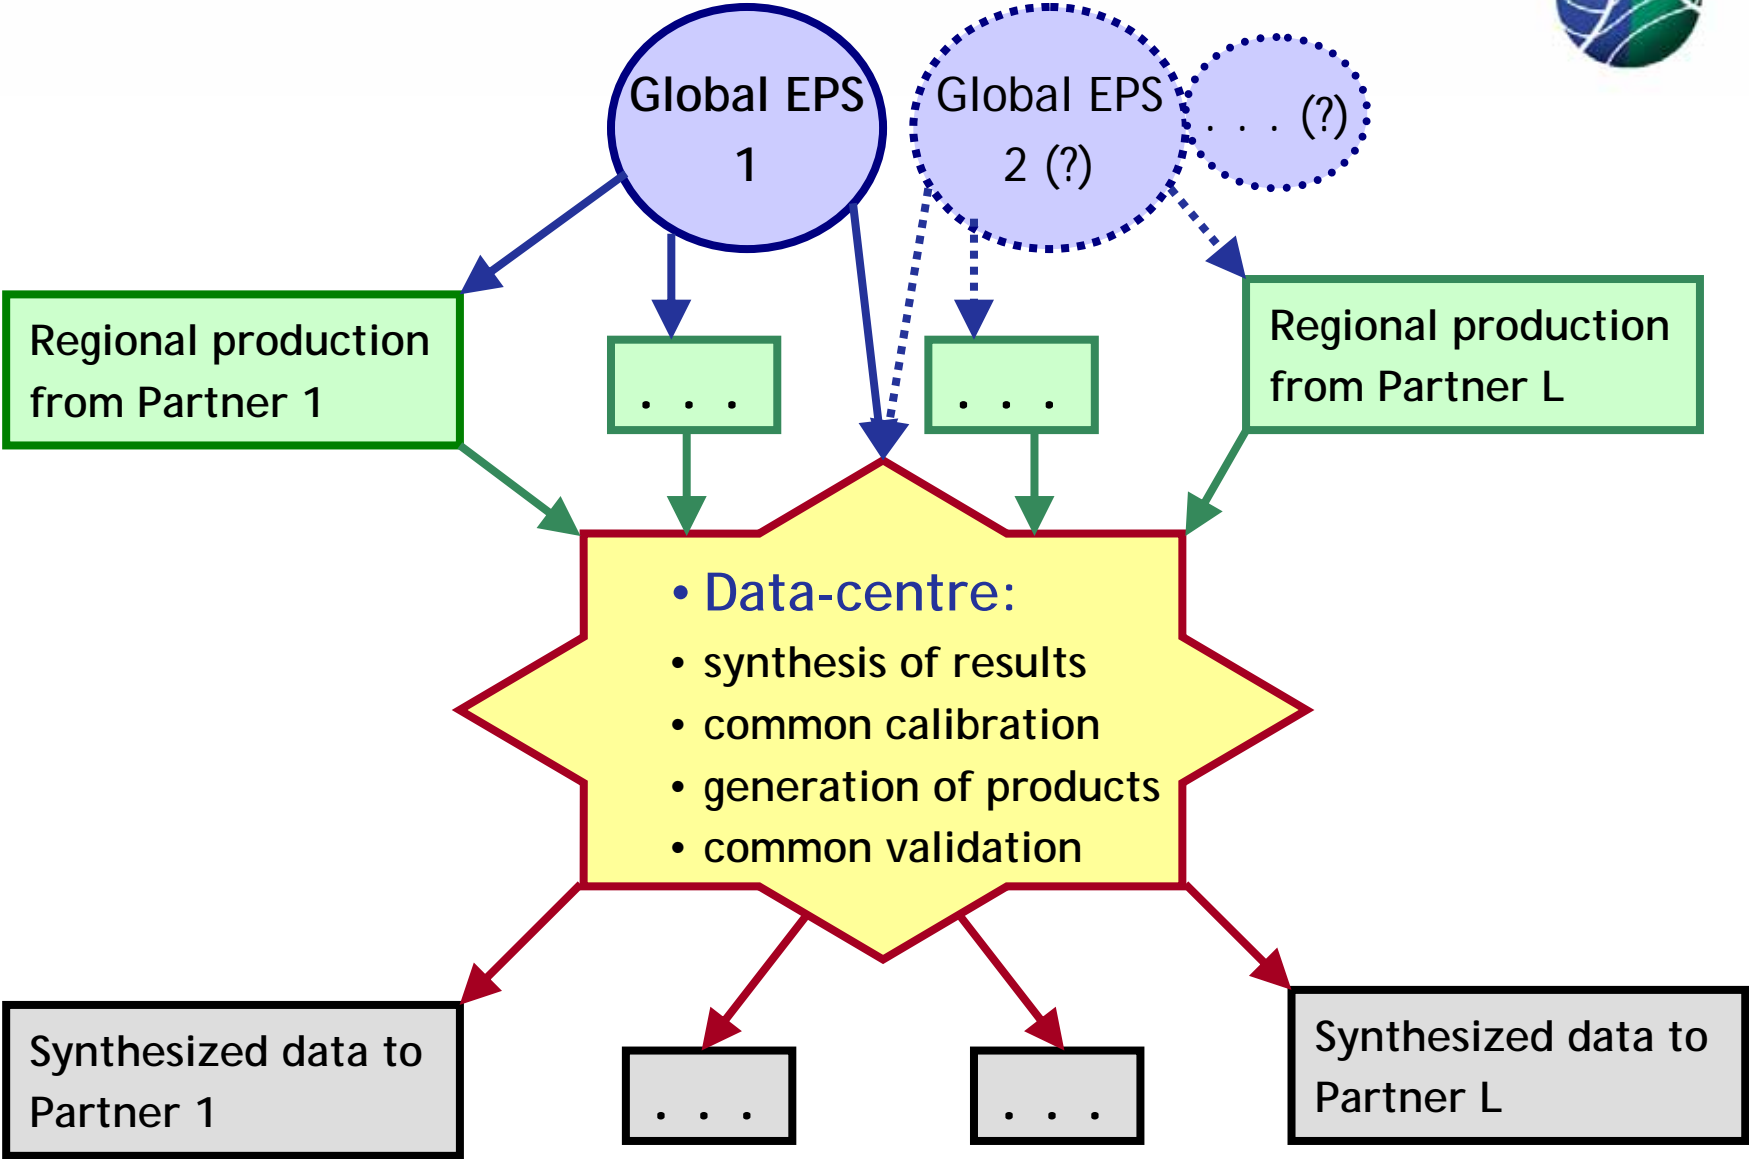 Global EPS
1
Global EPS
2 (?)
. . . (?)
Regional production
from Partner 1
. . .
. . .
Regional production
from Partner L
• Data-centre:
• synthesis of results
• common calibration
• generation of products
• common validation
Synthesized data to
Partner 1
. . .
. . .
Synthesized data to
Partner L